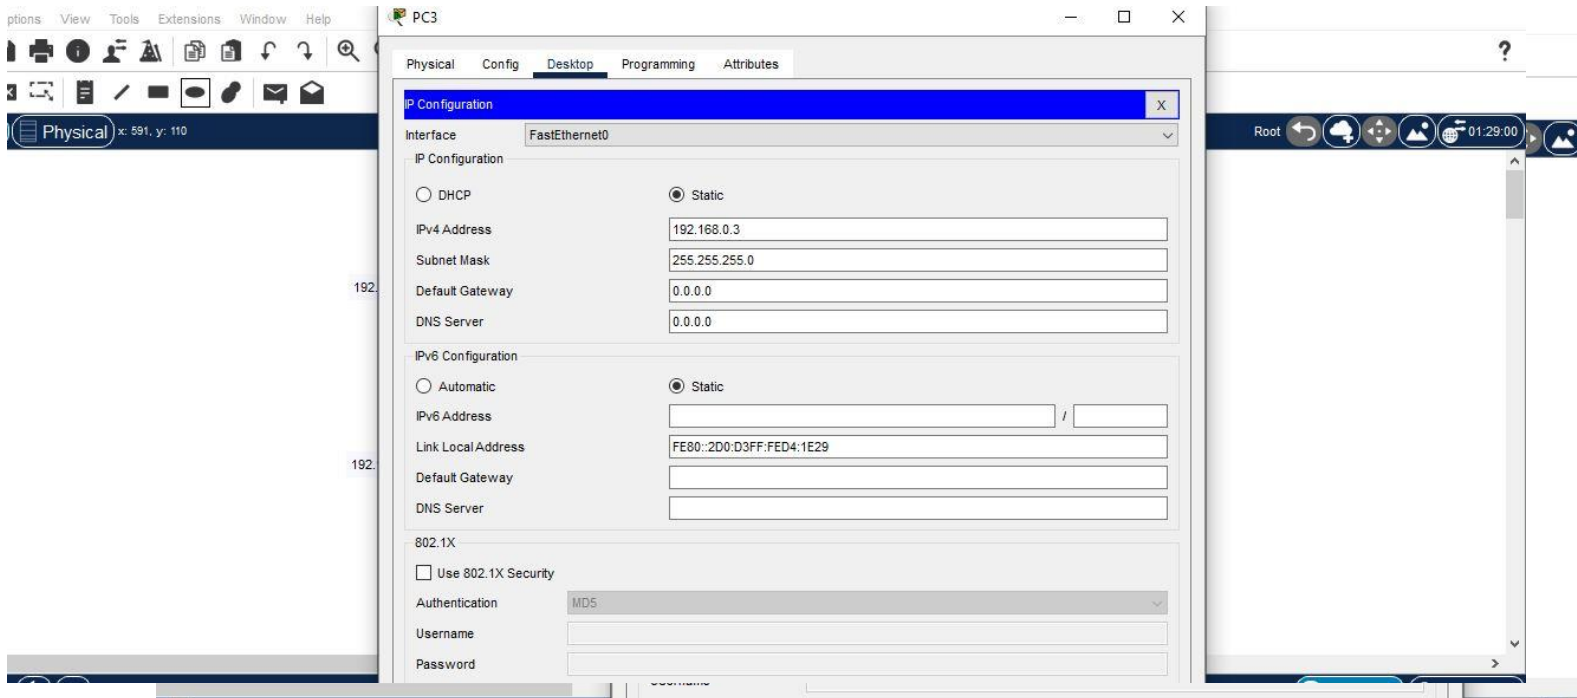 ptions View Tools Extensions Window Help
PC3
?
Physical Config Desktop Programming Attributes
IP Configuration X
Physical x: 591, y: 110
Root 01:29:00
Interface FastEthernet0
IP Configuration
DHCP Static
IPv4 Address 192.168.0.3
Subnet Mask 255.255.255.0
192.
Default Gateway 0.0.0.0
DNS Server 0.0.0.0
IPv6 Configuration
Automatic Static
IPv6 Address /
Link Local Address FE80::2D0:D3FF:FED4:1E29
192.
Default Gateway
DNS Server
802.1X
Use 802.1X Security
Authentication MD5
Username
Password